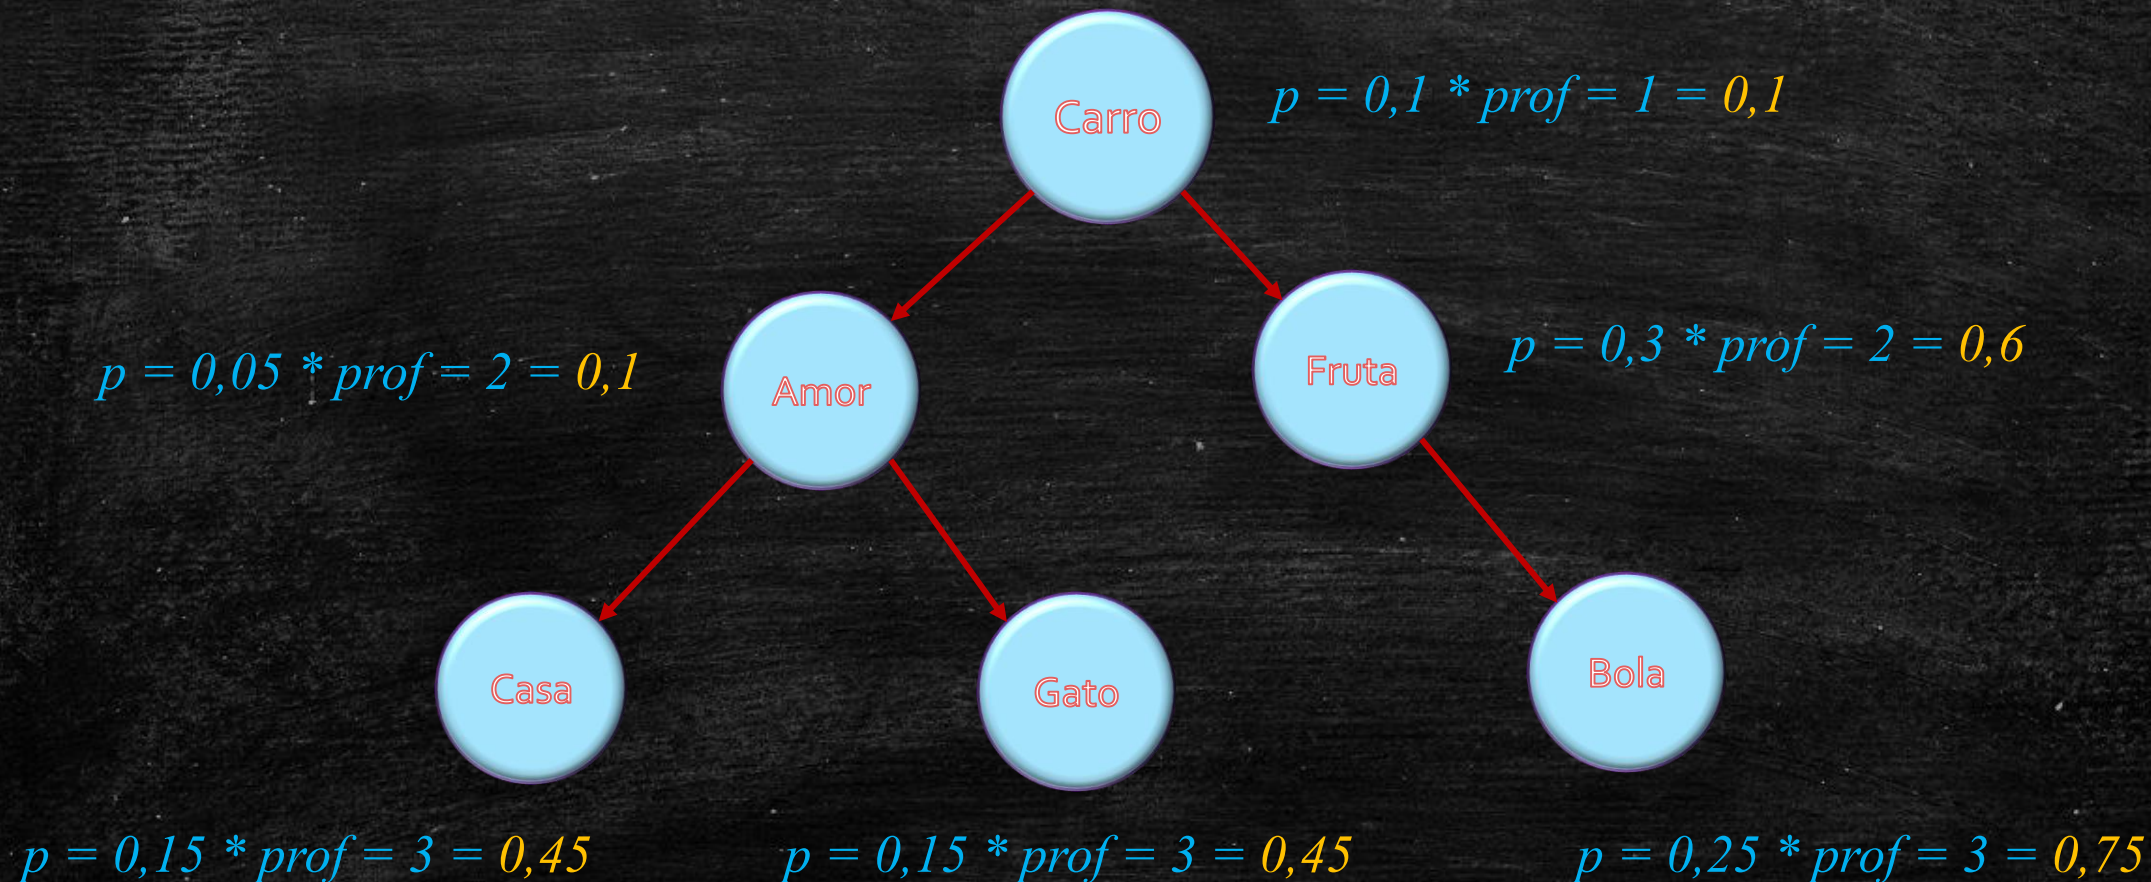 Carro
p = 0,1 * prof = 1 = 0,1
p = 0,05 * prof = 2 = 0,1
Amor
Fruta
p = 0,3 * prof = 2 = 0,6
Casa
Gato
Bola
p = 0,15 * prof = 3 = 0,45
p = 0,15 * prof = 3 = 0,45
p = 0,25 * prof = 3 = 0,75